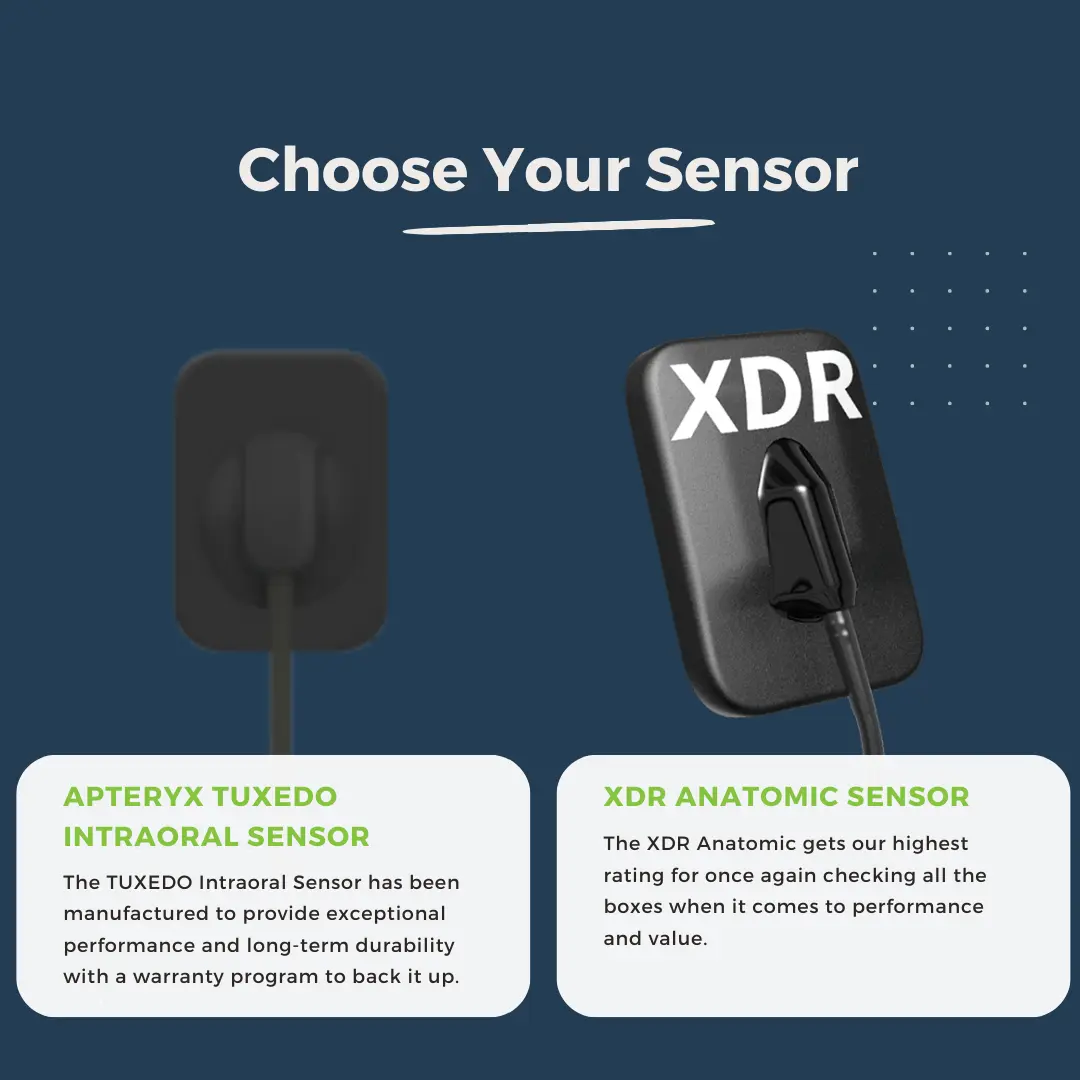 Choose Your Sensor
XDR
APTERYX TUXEDO
INTRAORAL SENSOR
The TUXEDO Intraoral Sensor has been
manufactured to provide exceptional
performance and long-term durability
with a warranty program to back it up.
XDR ANATOMIC SENSOR
The XDR Anatomic gets our highest
rating for once again checking all the
boxes when it comes to performance
and value.